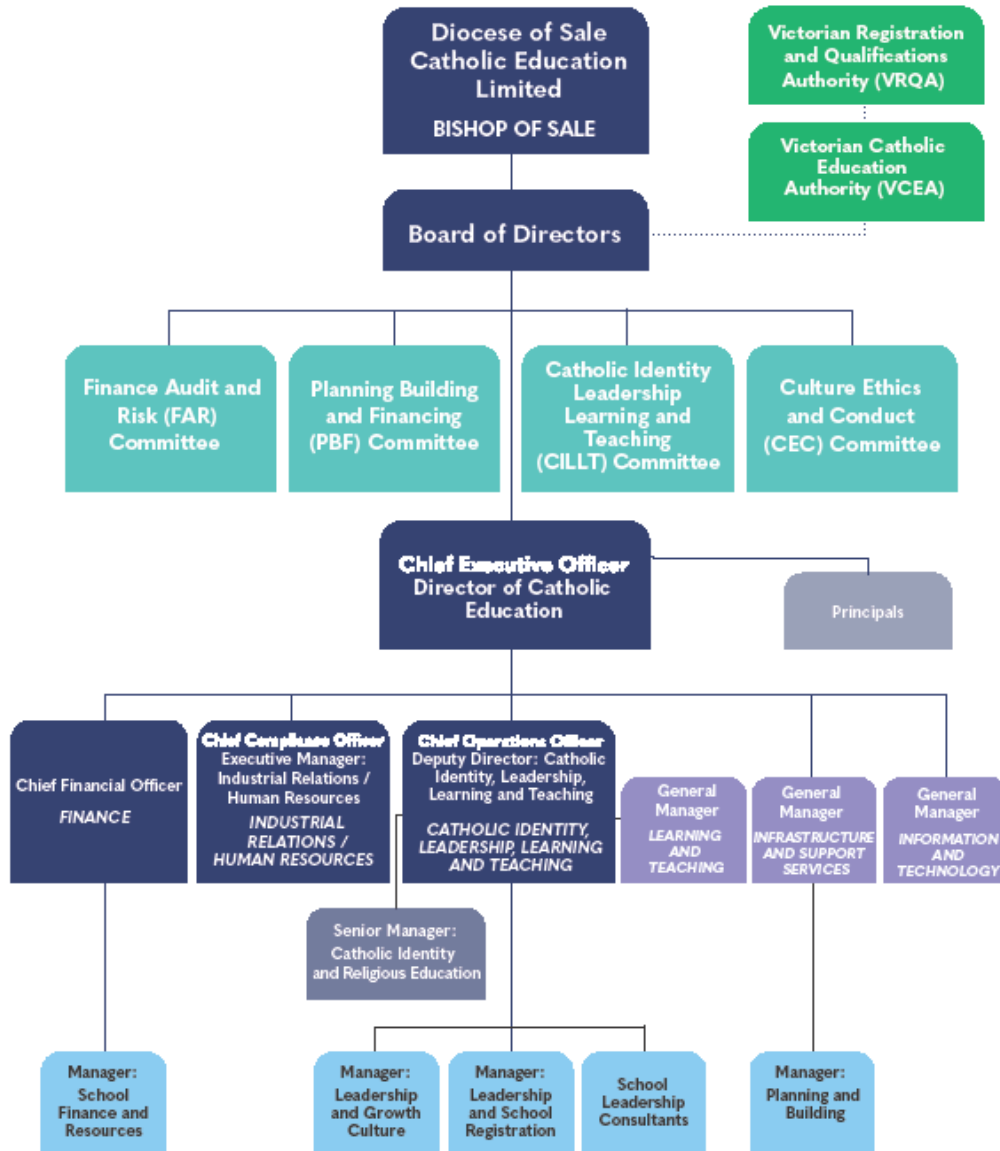 Diocese of Sale
Catholic Education
Limited
BISHOP OF SALE
Victorian Registration
and Qualifications
Authority (VRQA)
Victorian Catholic
Education
Authority (VCEA)
Board of Directors
Finance Audit and
Risk (FAR)
Committee
Planning Building
and Financing
(PBF) Committee
Catholic Identity
Leadership
Learning and
Teaching
(CILLT) Committee
Culture Ethics
and Conduct
(CEC) Committee
Chief Executive Officer
Director of Catholic
Education
Principals
Chief Financial Officer
FINANCE
Chief Compliance Officer
Executive Manager:
Industrial Relations /
Human Resources
INDUSTRIAL
RELATIONS /
HUMAN RESOURCES
Chief Operations Officer
Deputy Director: Catholic
Identity, Leadership,
Learning and Teaching
CATHOLIC IDENTITY,
LEADERSHIP, LEARNING
AND TEACHING
General
Manager
LEARNING
AND
TEACHING
General
Manager
INFRASTRUCTURE
AND SUPPORT
SERVICES
General
Manager
INFORMATION
AND
TECHNOLOGY
Senior Manager:
Catholic Identity
and Religious Education
Manager:
School
Finance and
Resources
Manager:
Leadership
and Growth
Culture
Manager:
Leadership
and School
Registration
School
Leadership
Consultants
Manager:
Planning and
Building